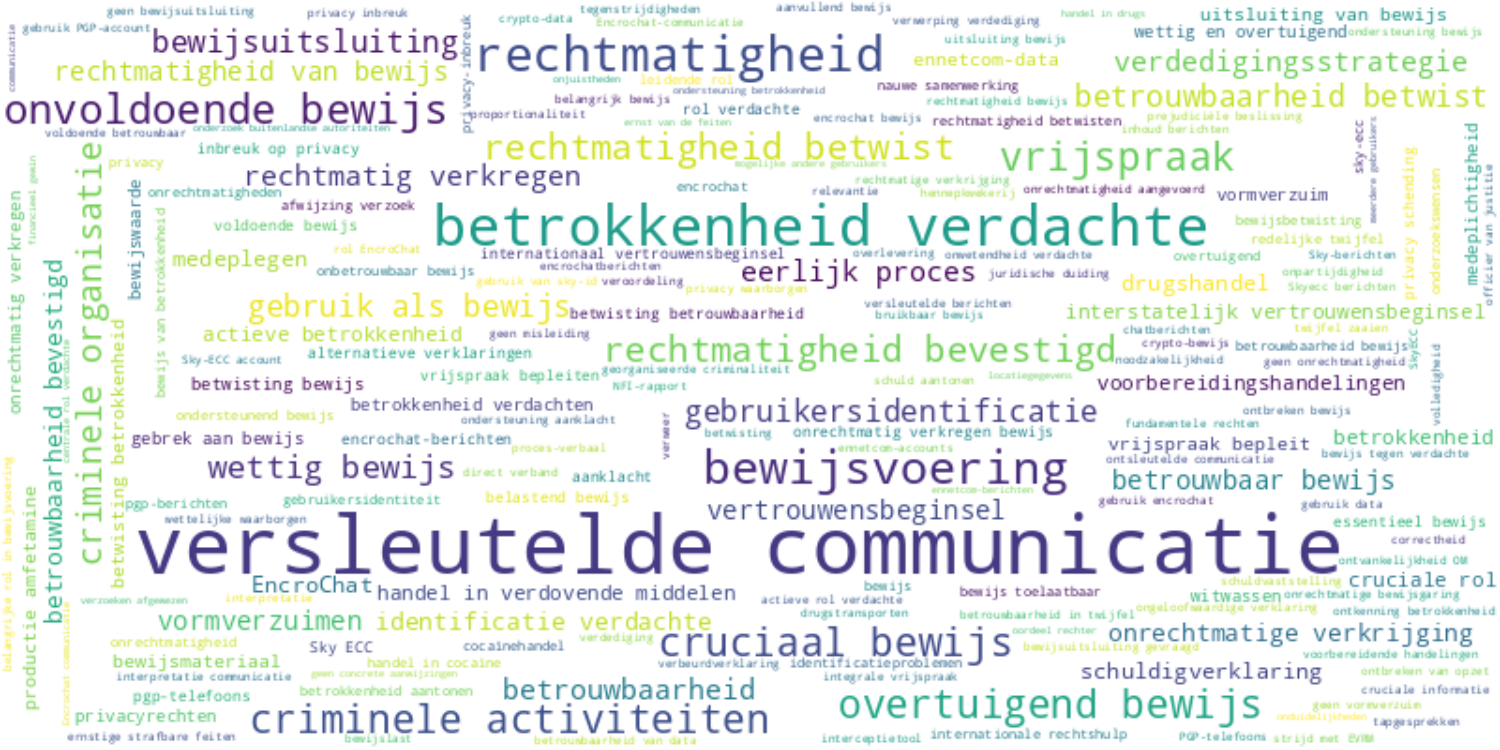 geen bewijsuitsluiting
privacy inbreuk
crypto-data
tegenstrijdigheden
aanvullend bewijs
handel in drugs
uitsluiting van bewijs
gebruik PGP-account
Encrochat-communicatie
verwerping verdediging
wettig en overtuigend
ondersteuning bewijs
communicatie
bewijsuitsluiting
privacy-inbreuk
rechtmatigheid
uitsluiting bewijs
ennetcom-data
verdedigingsstrategie
rechtmatigheid van bewijs
onjuistheden
leidende rol
nauwe samenwerking
ondersteuning betrokkenheid
onvoldoende bewijs
belangrijk bewijs
rol verdachte
rechtmatigheid bewijs
betrouwbaarheid betwist
proportionaliteit
ernst van de feiten
encrochat bewijs
rechtmatigheid betwisten
prejudiciële beslissing
inhoud berichten
voldoende betrouwbaar
onderzoek buitenlandse autoriteiten
inbreuk op privacy
rechtmatigheid betwist
vrijspraak
sky-ecc
meerdere gebruikers
privacy
mogelijke andere gebruikers
rechtmatig verkregen
encrochat
rechtmatige verkrijging
relevantie
hennepkwekerij
onrechtmatigheid aangevoerd
vormverzuim
privacy schending
onderzoekswensen
medeplichtigheid
officier van justitie
financieel gewin
onrechtmatig verkregen
criminele organisatie
bewijswaarde
onrechtmatigheden
afwijzing verzoek
voldoende bewijs
betrokkenheid verdachte
bewijsbetwisting
redelijke twijfel
bewijs van betrokkenheid
rol EncroChat
internationaal vertrouwensbeginsel
overlevering
onwetendheid verdachte
overtuigend
Sky-berichten
medeplegen
onbetrouwbaar bewijs
encrochatberichten
eerlijk proces
juridische duiding
onpartijdigheid
gebruik van sky-id
veroordeling
privacy waarborgen
drugshandel
Skyecc berichten
gebruik als bewijs
betwisting betrouwbaarheid
versleutelde berichten
bruikbaar bewijs
interstatelijk vertrouwensbeginsel
betrouwbaarheid bevestigd
centrale rol verdachte
betwisting betrokkenheid
actieve betrokkenheid
geen misleiding
chatberichten
twijfel zaaien
SkyECC
Sky-ECC account
alternatieve verklaringen
rechtmatigheid bevestigd
crypto-bewijs
betrouwbaarheid bewijs
noodzakelijkheid
geen onrechtmatigheid
volledigheid
betwisting bewijs
vrijspraak bepleiten
georganiseerde criminaliteit
NFI-rapport
schuld aantonen
locatiegegevens
voorbereidingshandelingen
betrokkenheid verdachten
gebruikersidentificatie
ontbreken bewijs
ondersteunend bewijs
ondersteuning aanklacht
fundamentele rechten
gebrek aan bewijs
encrochat-berichten
proces-verbaal
verweer
betwisting
onrechtmatig verkregen bewijs
vrijspraak bepleit
betrokkenheid
ennetcom-accounts
bewijs tegen verdachte
ontsleutelde communicatie
wettig bewijs
direct verband
aanklacht
bewijsvoering
betrouwbaar bewijs
belangrijke rol in bewijsvoering
productie amfetamine
pgp-berichten
gebruikersidentiteit
belastend bewijs
ennetcom-berichten
gebruik encrochat
gebruik data
wettelijke waarborgen
vertrouwensbeginsel
essentieel bewijs
correctheid
versleutelde communicatie
ontvankelijkheid OM
EncroChat
handel in verdovende middelen
bewijs
bewijs toelaatbaar
schuldvaststelling
cruciale rol
verzoeken afgewezen
interpretatie
actieve rol verdachte
witwassen
onrechtmatige bewijsgaring
vormverzuimen
identificatie verdachte
drugstransporten
betrouwbaarheid in twijfel
ongeloofwaardige verklaring
ontkenning betrokkenheid
Encrochat communicatie
onrechtmatigheid
Sky ECC
cocaïnehandel
verdediging
cruciaal bewijs
oordeel rechter
onrechtmatige verkrijging
bewijsuitsluiting gevraagd
voorbereidende handelingen
bewijsmateriaal
handel in cocaïne
verbeurdverklaring
identificatieproblemen
interpretatie communicatie
geen concrete aanwijzingen
integrale vrijspraak
schuldigverklaring
ontbreken van opzet
pgp-telefoons
betrokkenheid aantonen
betrouwbaarheid
cruciale informatie
overtuigend bewijs
geen vormverzuim
privacyrechten
criminele activiteiten
onduidelijkheden
tapgesprekken
ernstige strafbare feiten
bewijslast
betrouwbaarheid van data
interceptietool
internationale rechtshulp
PGP-telefoons
strijd met EVRM